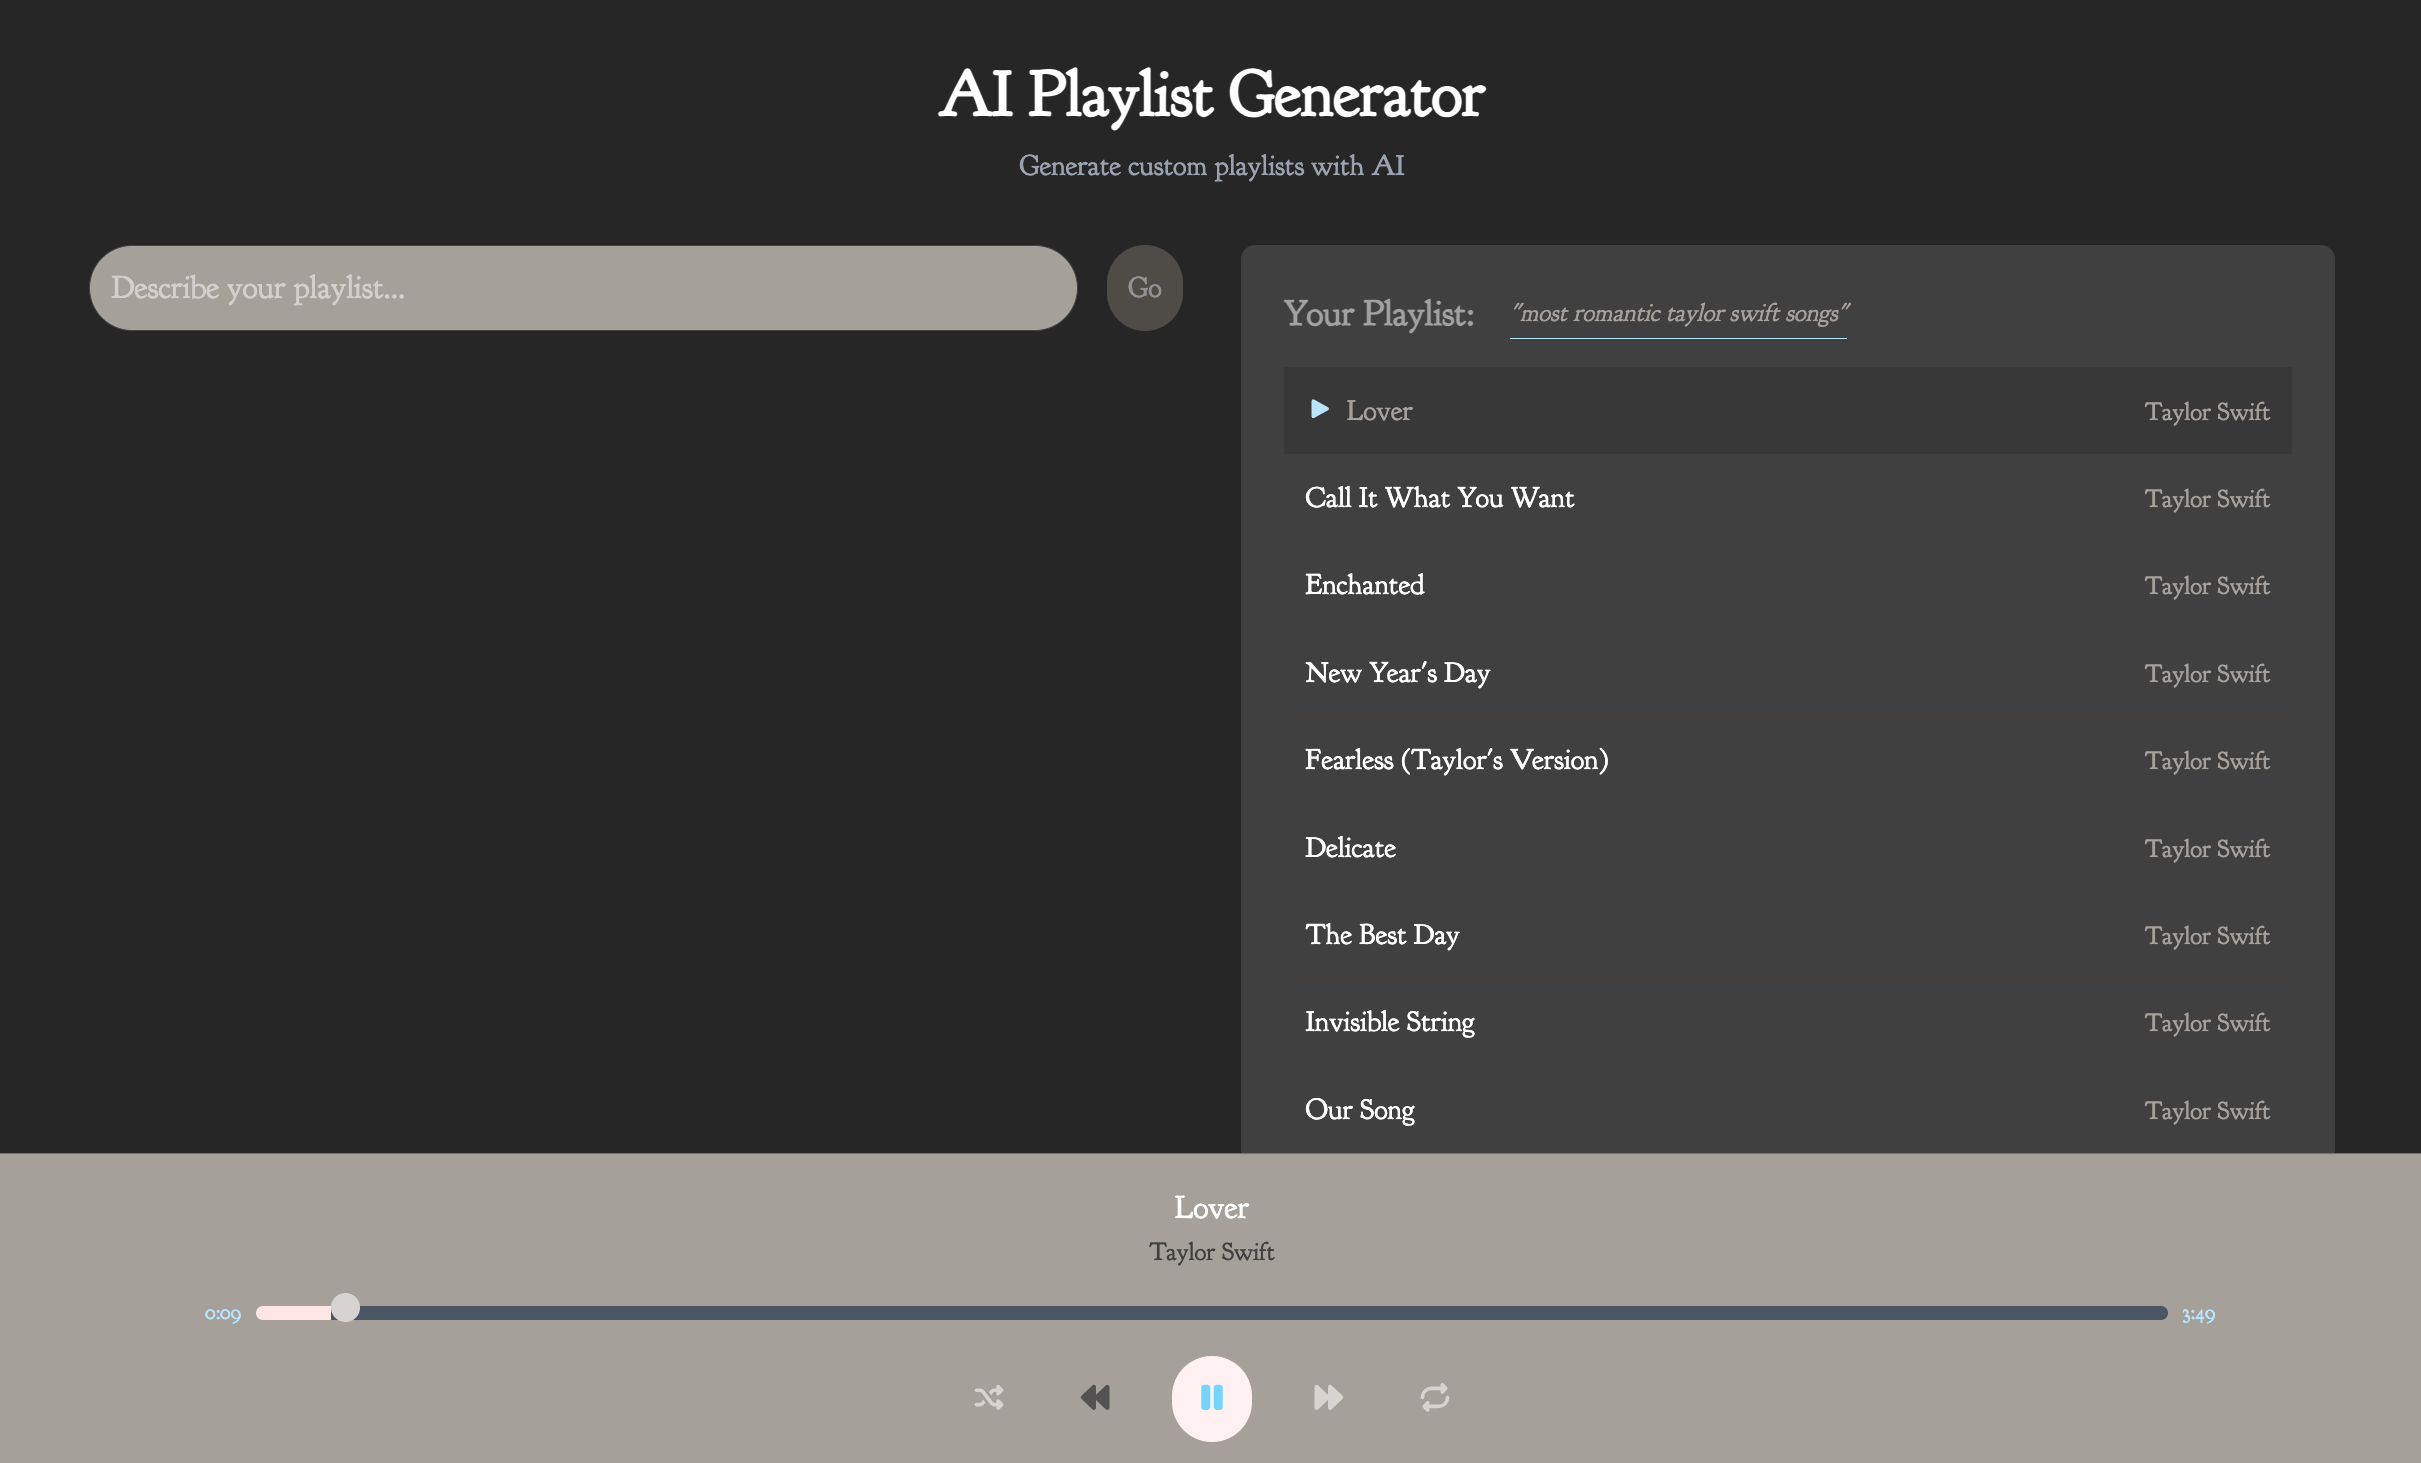 AI Playlist Generator
Generate custom playlists with AI
Describe your playlist...
Go
Your Playlist: "most romantic taylor swift songs"
Lover Taylor Swift
Call It What You Want Taylor Swift
Enchanted Taylor Swift
New Year's Day Taylor Swift
Fearless (Taylor's Version) Taylor Swift
Delicate Taylor Swift
The Best Day Taylor Swift
Invisible String Taylor Swift
Our Song Taylor Swift
Lover
Taylor Swift
0:09 3:49